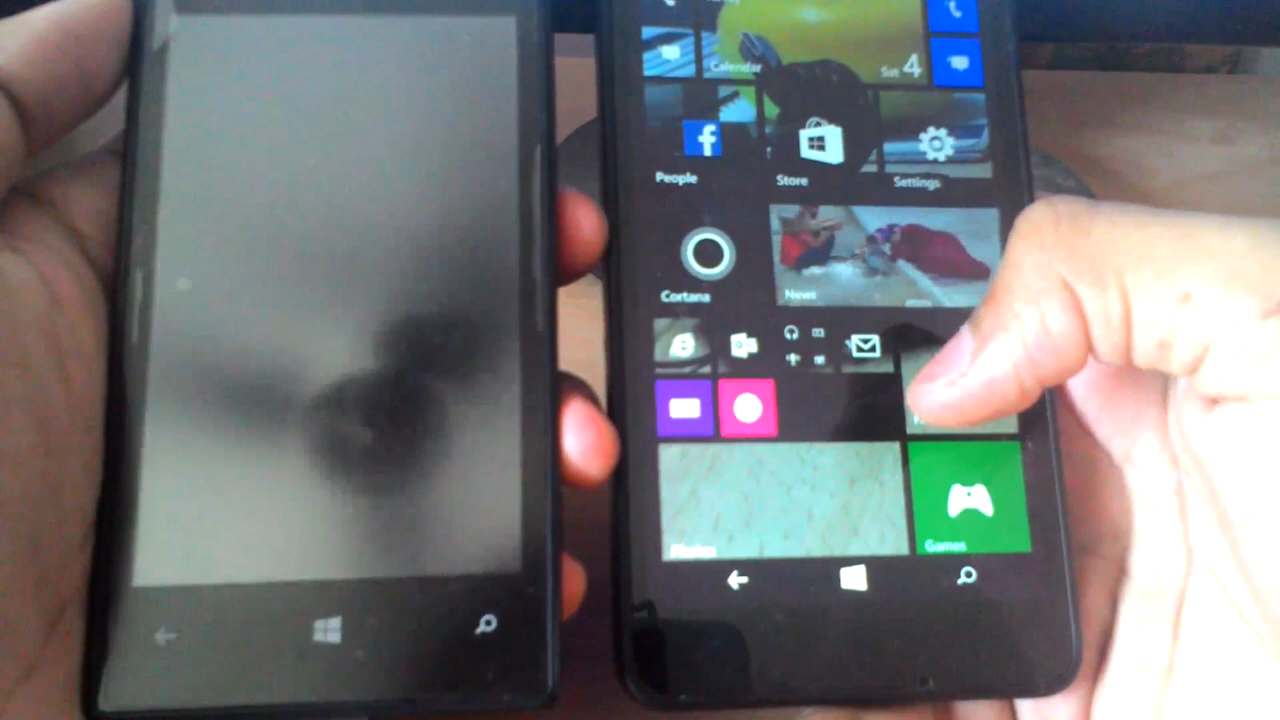 Calendar
Sat 4
People
Store
Settings
Cortana
News
Photos
Games